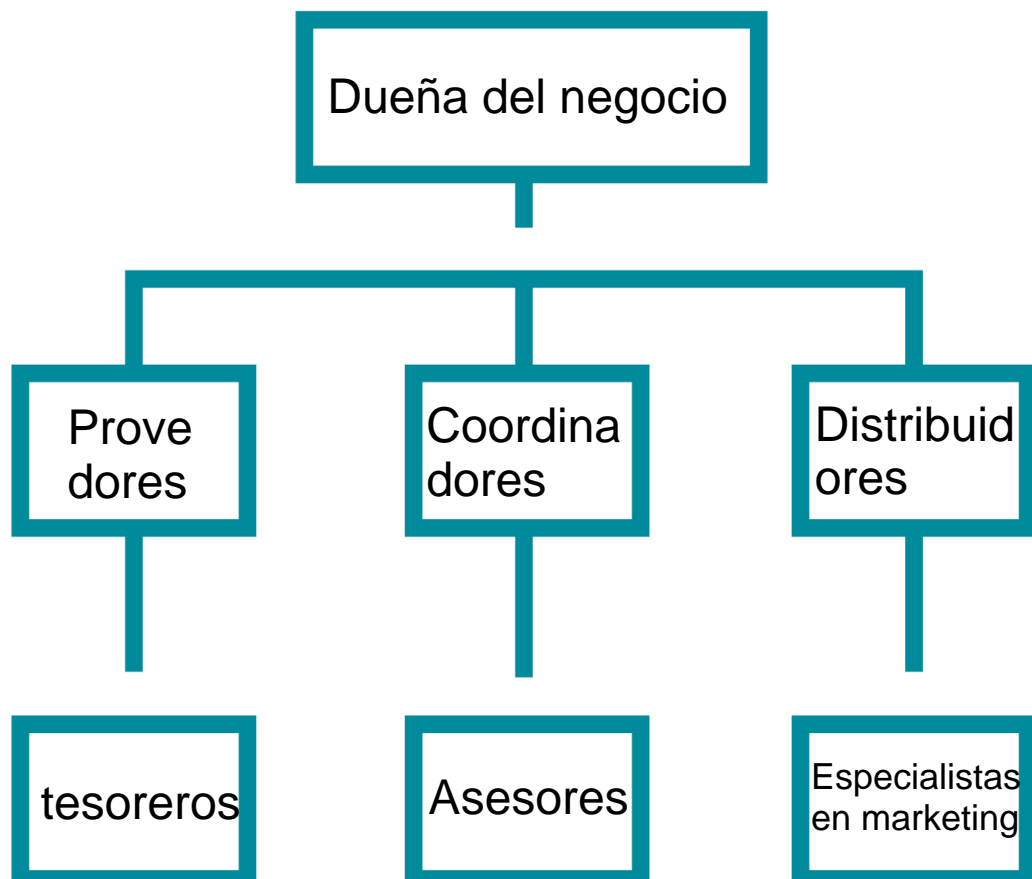 Dueña del negocio
Prove
dores
Coordina
dores
Distribuid
ores
tesoreros
Asesores
Especialistas
en marketing